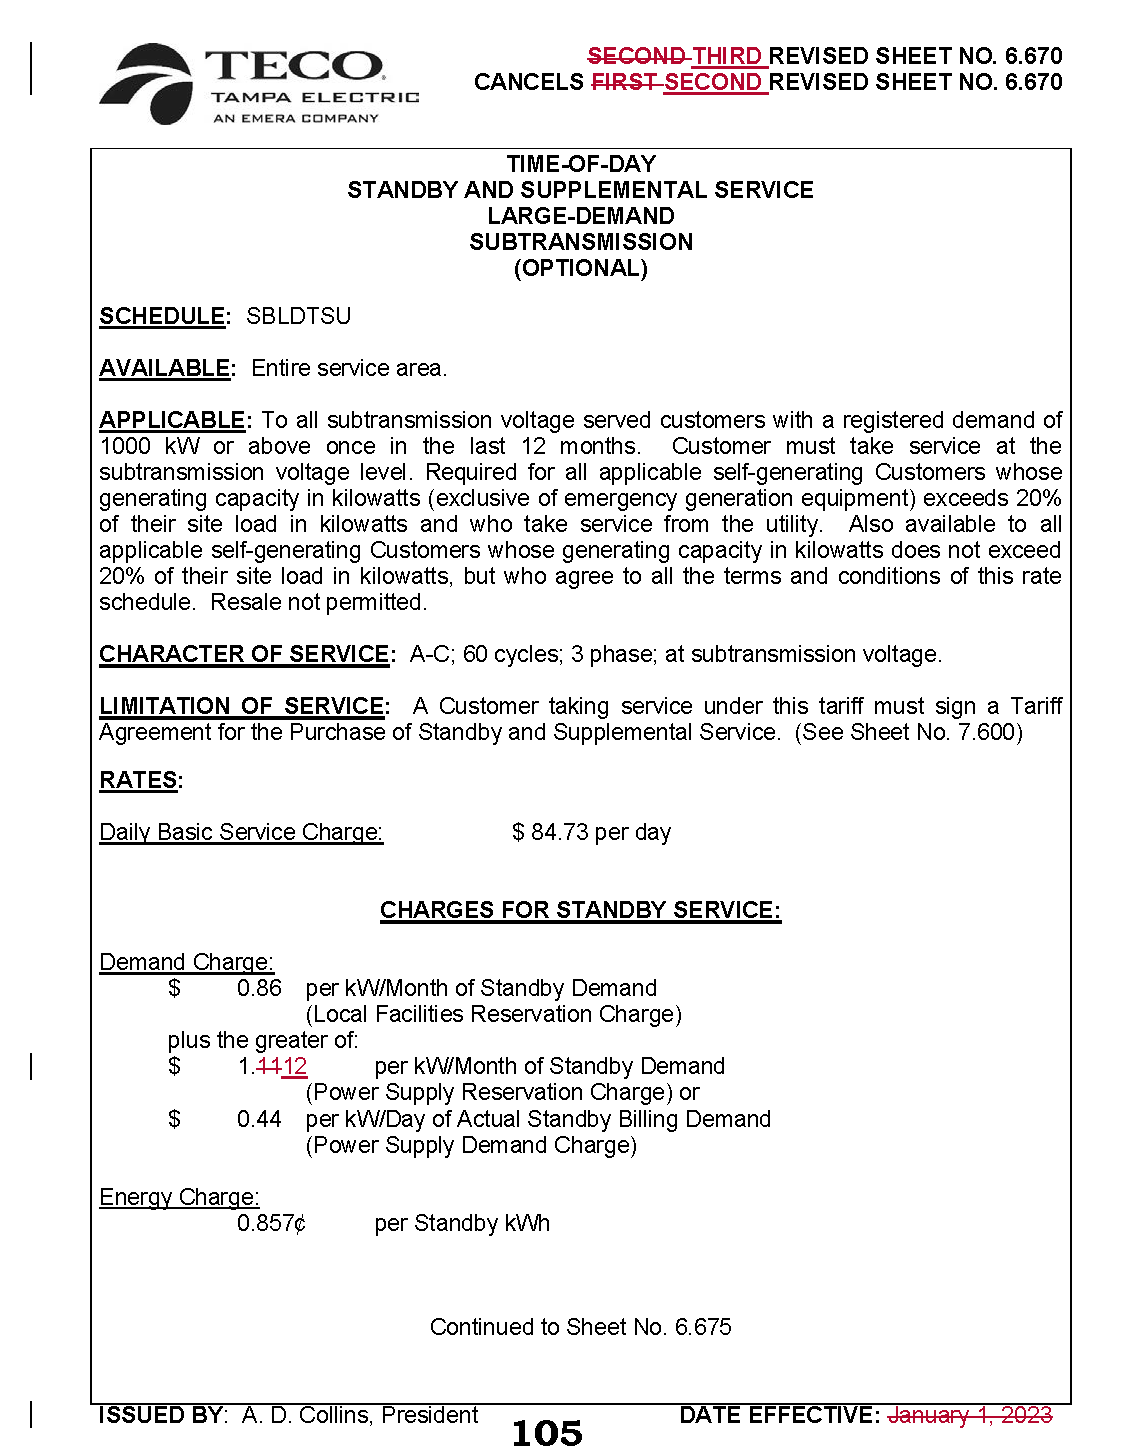 TECO.
TAMPA ELECTRIC
AN EMERA COMPANY
SECOND THIRD REVISED SHEET NO. 6.670
CANCELS FIRST SECOND REVISED SHEET NO. 6.670
TIME-OF-DAY
STANDBY AND SUPPLEMENTAL SERVICE
LARGE-DEMAND
SUBTRANSMISSION
(OPTIONAL)
SCHEDULE: SBLDTSU
AVAILABLE: Entire service area.
APPLICABLE: To all subtransmission voltage served customers with a registered demand of
1000 kW or above once in the last 12 months. Customer must take service at the
subtransmission voltage level. Required for all applicable self-generating Customers whose
generating capacity in kilowatts (exclusive of emergency generation equipment) exceeds 20%
of their site load in kilowatts and who take service from the utility. Also available to all
applicable self-generating Customers whose generating capacity in kilowatts does not exceed
20% of their site load in kilowatts, but who agree to all the terms and conditions of this rate
schedule. Resale not permitted.
CHARACTER OF SERVICE: A-C; 60 cycles; 3 phase; at subtransmission voltage.
LIMITATION OF SERVICE: A Customer taking service under this tariff must sign a Tariff
Agreement for the Purchase of Standby and Supplemental Service. (See Sheet No. 7.600)
RATES:
Daily Basic Service Charge: $ 84.73 per day
CHARGES FOR STANDBY SERVICE:
Demand Charge:
$ 0.86 per kW/Month of Standby Demand
(Local Facilities Reservation Charge)
plus the greater of:
$ 1.1112 per kW/Month of Standby Demand
(Power Supply Reservation Charge) or
$ 0.44 per kW/Day of Actual Standby Billing Demand
(Power Supply Demand Charge)
Energy Charge:
0.857¢ per Standby kWh
Continued to Sheet No. 6.675
ISSUED BY: A. D. Collins, President DATE EFFECTIVE: January 1, 2023
105